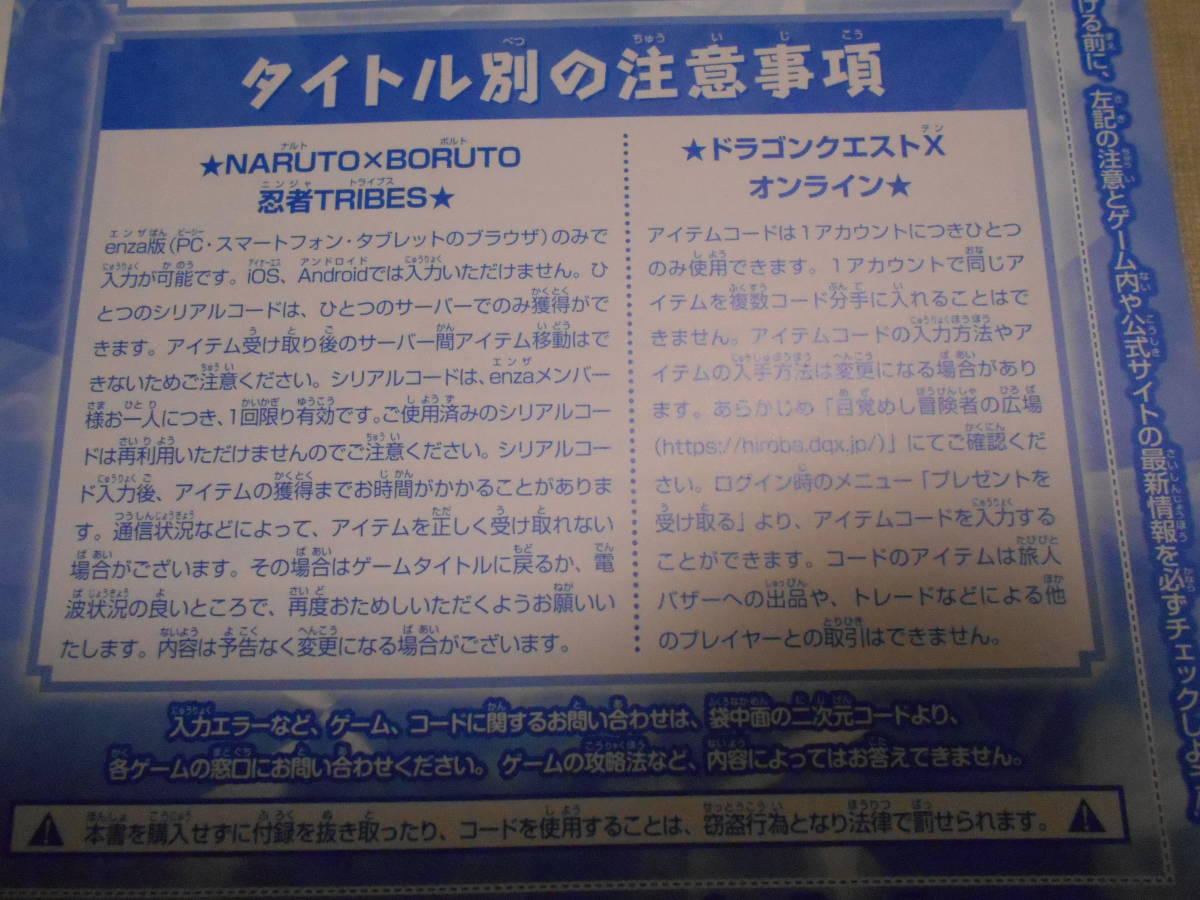 タイトル別の注意事項
★NARUTO×BORUTO
忍者TRIBES★
enza版(PC・スマートフォン・タブレットのブラウザ)のみで
入力が可能です。iOS、Androidでは入力いただけません。ひ
とつのシリアルコードは、ひとつのサーバーでのみ獲得がで
きます。アイテム受け取り後のサーバー間アイテム移動はで
きないためご注意ください。シリアルコードは、enzaメンバー
様お一人につき、1回限り有効です。ご使用済みのシリアルコー
ドは再利用いただけませんのでご注意ください。シリアルコー
ド入力後、アイテムの獲得までお時間がかかることがありま
す。通信状況などによって、アイテムを正しく受け取れない
場合がございます。その場合はゲームタイトルに戻るか、電
波状況の良いところで、再度おためしいただくようお願いい
たします。内容は予告なく変更になる場合がございます。
★ドラゴンクエストX
オンライン★
アイテムコードは1アカウントにつきひとつ
のみ使用できます。1アカウントで同じア
イテムを複数コード分手に入れることはで
きません。アイテムコードの入力方法やア
イテムの入手方法は変更になる場合があり
ます。あらかじめ「目覚めし冒険者の広場
(https://hiroba.dqx.jp/)」にてご確認くだ
さい。ログイン時のメニュー「プレゼントを
受け取る」より、アイテムコードを入力する
ことができます。コードのアイテムは旅人
バザーへの出品や、トレードなどによる他
のプレイヤーとの取引はできません。
入力エラーなど、ゲーム、コードに関するお問い合わせは、袋中面の二次元コードより、
各ゲームの窓口にお問い合わせください。ゲームの攻略法など、内容によってはお答えできません。
本書を購入せずに付録を抜き取ったり、コードを使用することは、窃盗行為となり法律で罰せられます。
ける前に、左記の注意とゲーム内や公式サイトの最新情報を必ずチェックしよう